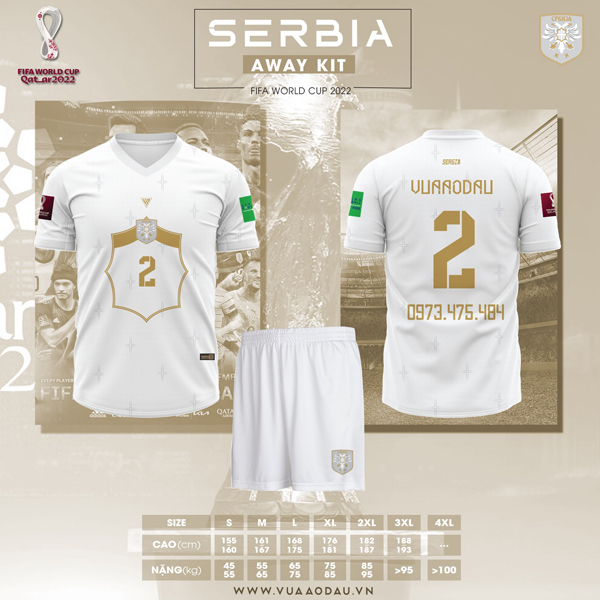 SERBIA
AWAY KIT
FIFA WORLD CUP 2022
FIFA WORLD CUP
Qatar2022
2
VUAAODAU
2
0973.475.484
SIZE S M L XL 2XL 3XL 4XL
CAO(cm) 155 160 161 167 168 175 176 181 182 187 188 193 ...
NẶNG(kg) 45 55 55 65 65 75 75 85 85 95 >95 >100
WWW.VUAAODAU.VN